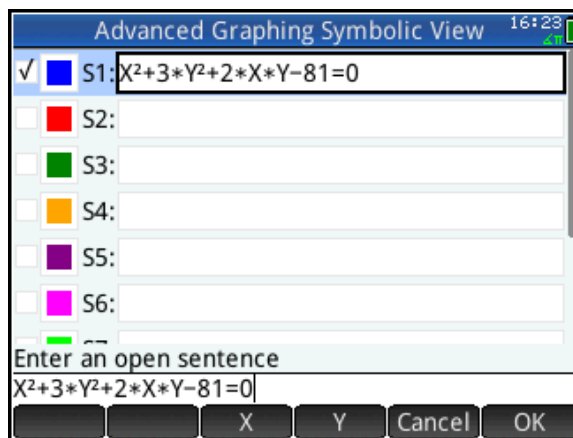 Advanced Graphing Symbolic View 16:23
∡π
√ S1: X²+3*Y²+2*X*Y−81=0
S2:
S3:
S4:
S5:
S6:
Enter an open sentence
X²+3*Y²+2*X*Y−81=0
X Y Cancel OK